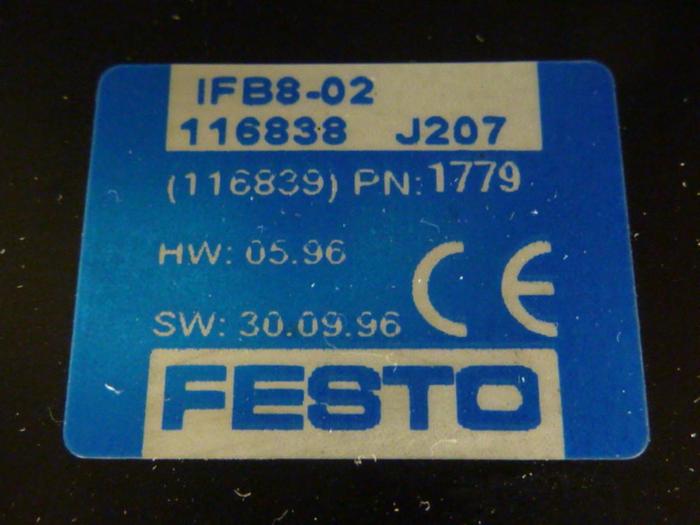 IFB8-02
116838 J207
(116839) PN: 1779
HW: 05.96
SW: 30.09.96
CE
FESTO